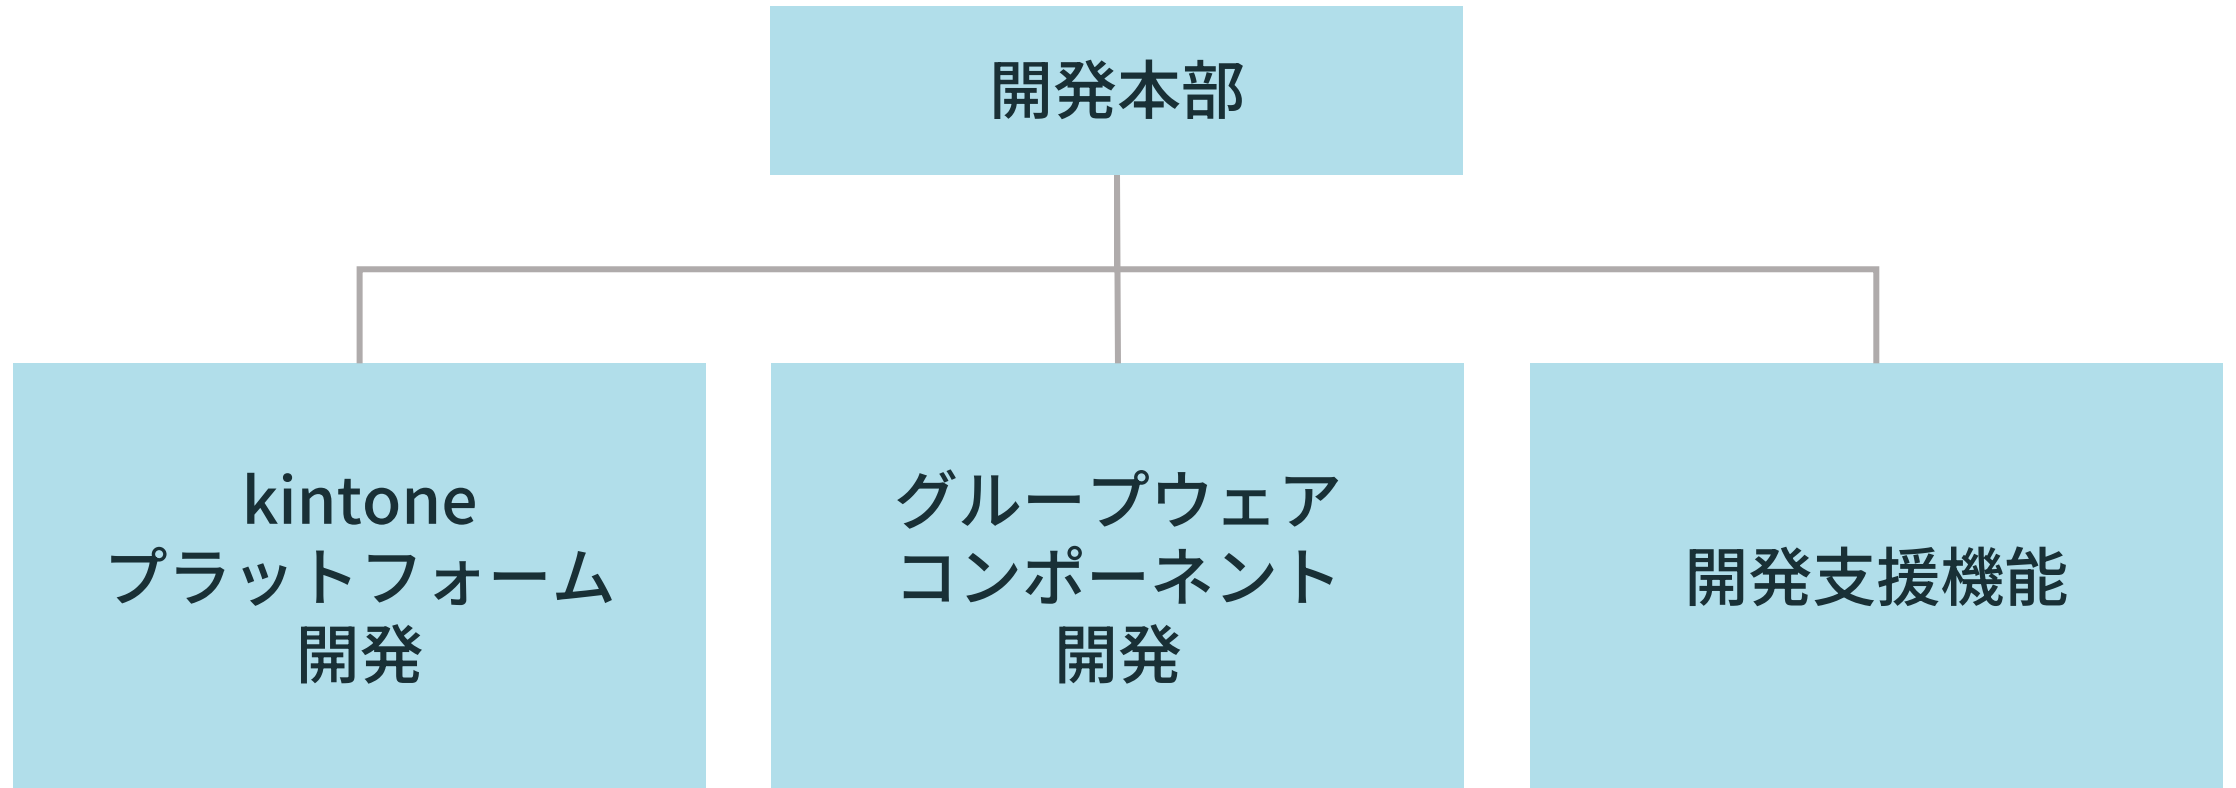 開発本部
kintone
プラットフォーム
開発
グループウェア
コンポーネント
開発
開発支援機能